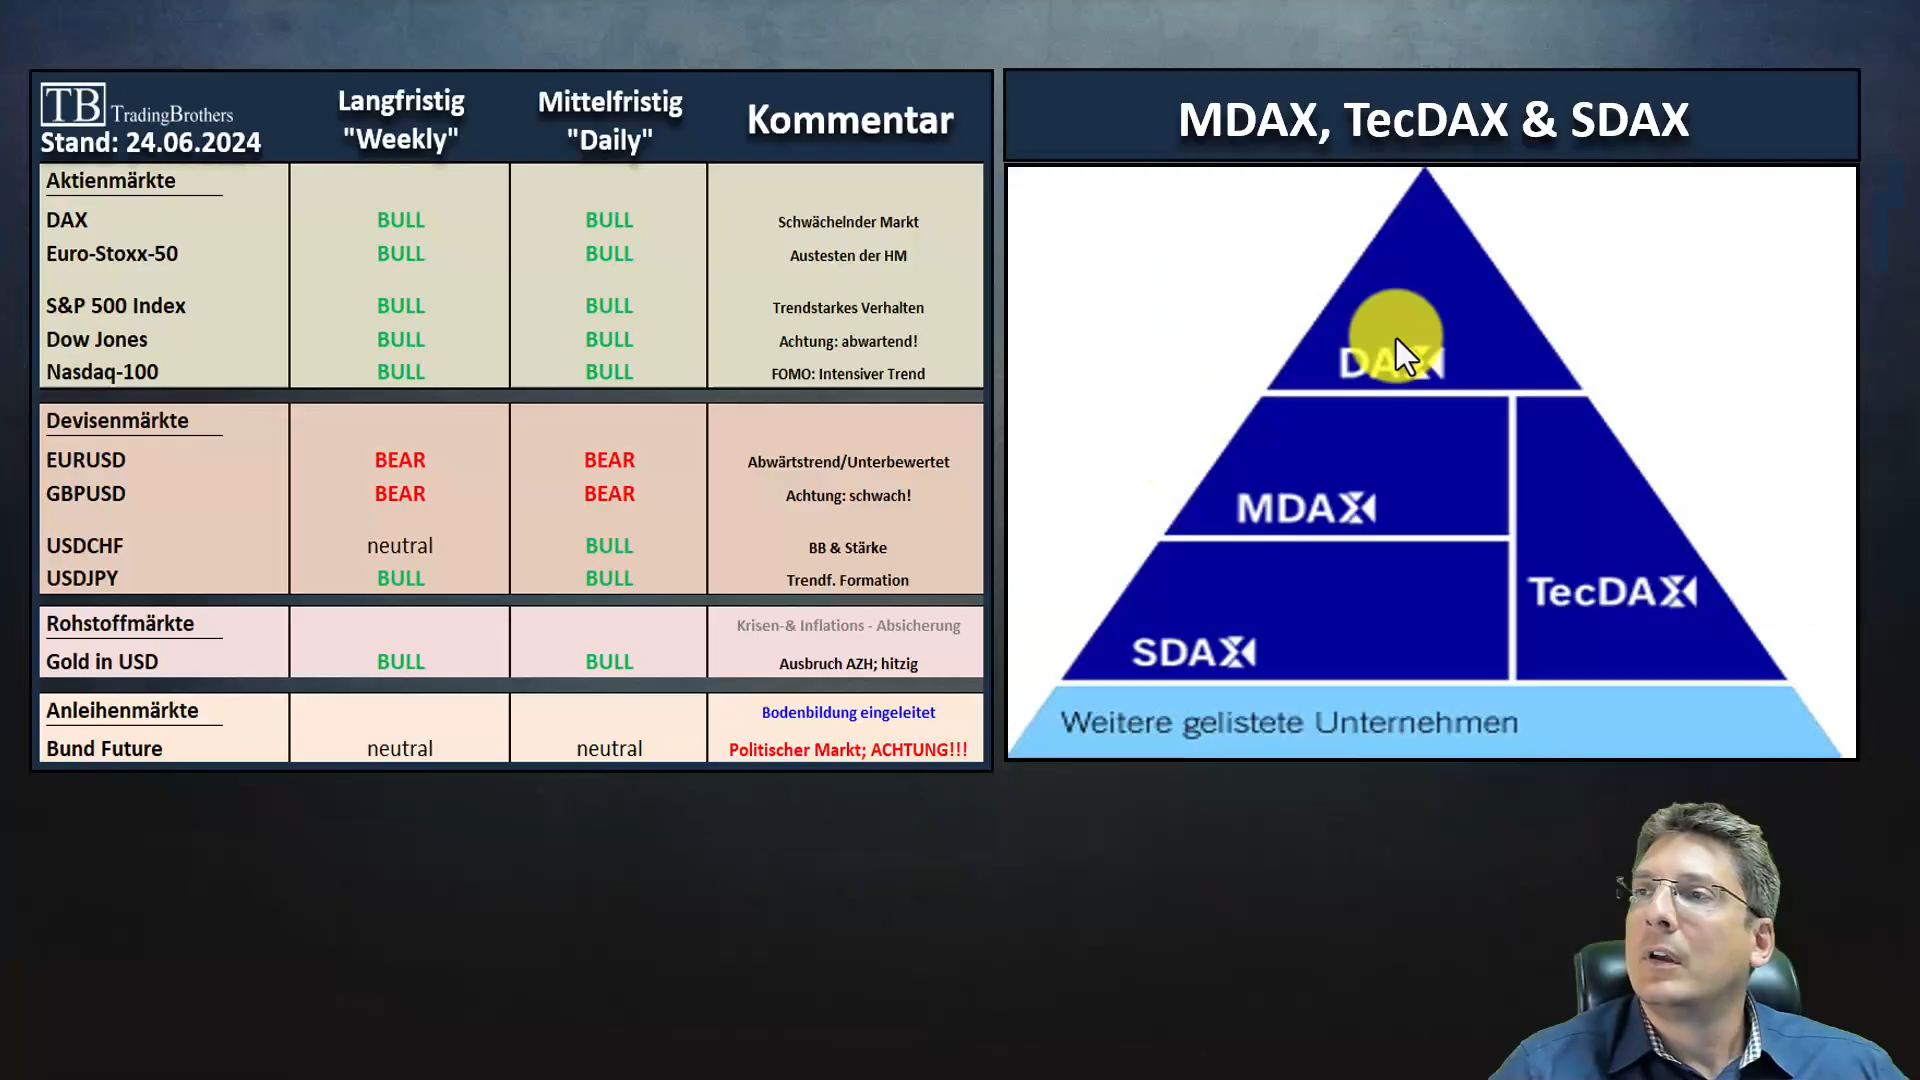 TB TradingBrothers
Stand: 24.06.2024
Langfristig
"Weekly"
Mittelfristig
"Daily"
Kommentar
Aktienmärkte
DAX BULL BULL Schwächelnder Markt
Euro-Stoxx-50 BULL BULL Austesten der HM
S&P 500 Index BULL BULL Trendstarkes Verhalten
Dow Jones BULL BULL Achtung: abwartend!
Nasdaq-100 BULL BULL FOMO: Intensiver Trend
Devisenmärkte
EURUSD BEAR BEAR Abwärtstrend/Unterbewertet
GBPUSD BEAR BEAR Achtung: schwach!
USDCHF neutral BULL BB & Stärke
USDJPY BULL BULL Trendf. Formation
Rohstoffmärkte Krisen-& Inflations - Absicherung
Gold in USD BULL BULL Ausbruch AZH; hitzig
Anleihenmärkte Bodenbildung eingeleitet
Bund Future neutral neutral Politischer Markt; ACHTUNG!!!
MDAX, TecDAX & SDAX
DAX
MDAX
TecDAX
SDAX
Weitere gelistete Unternehmen